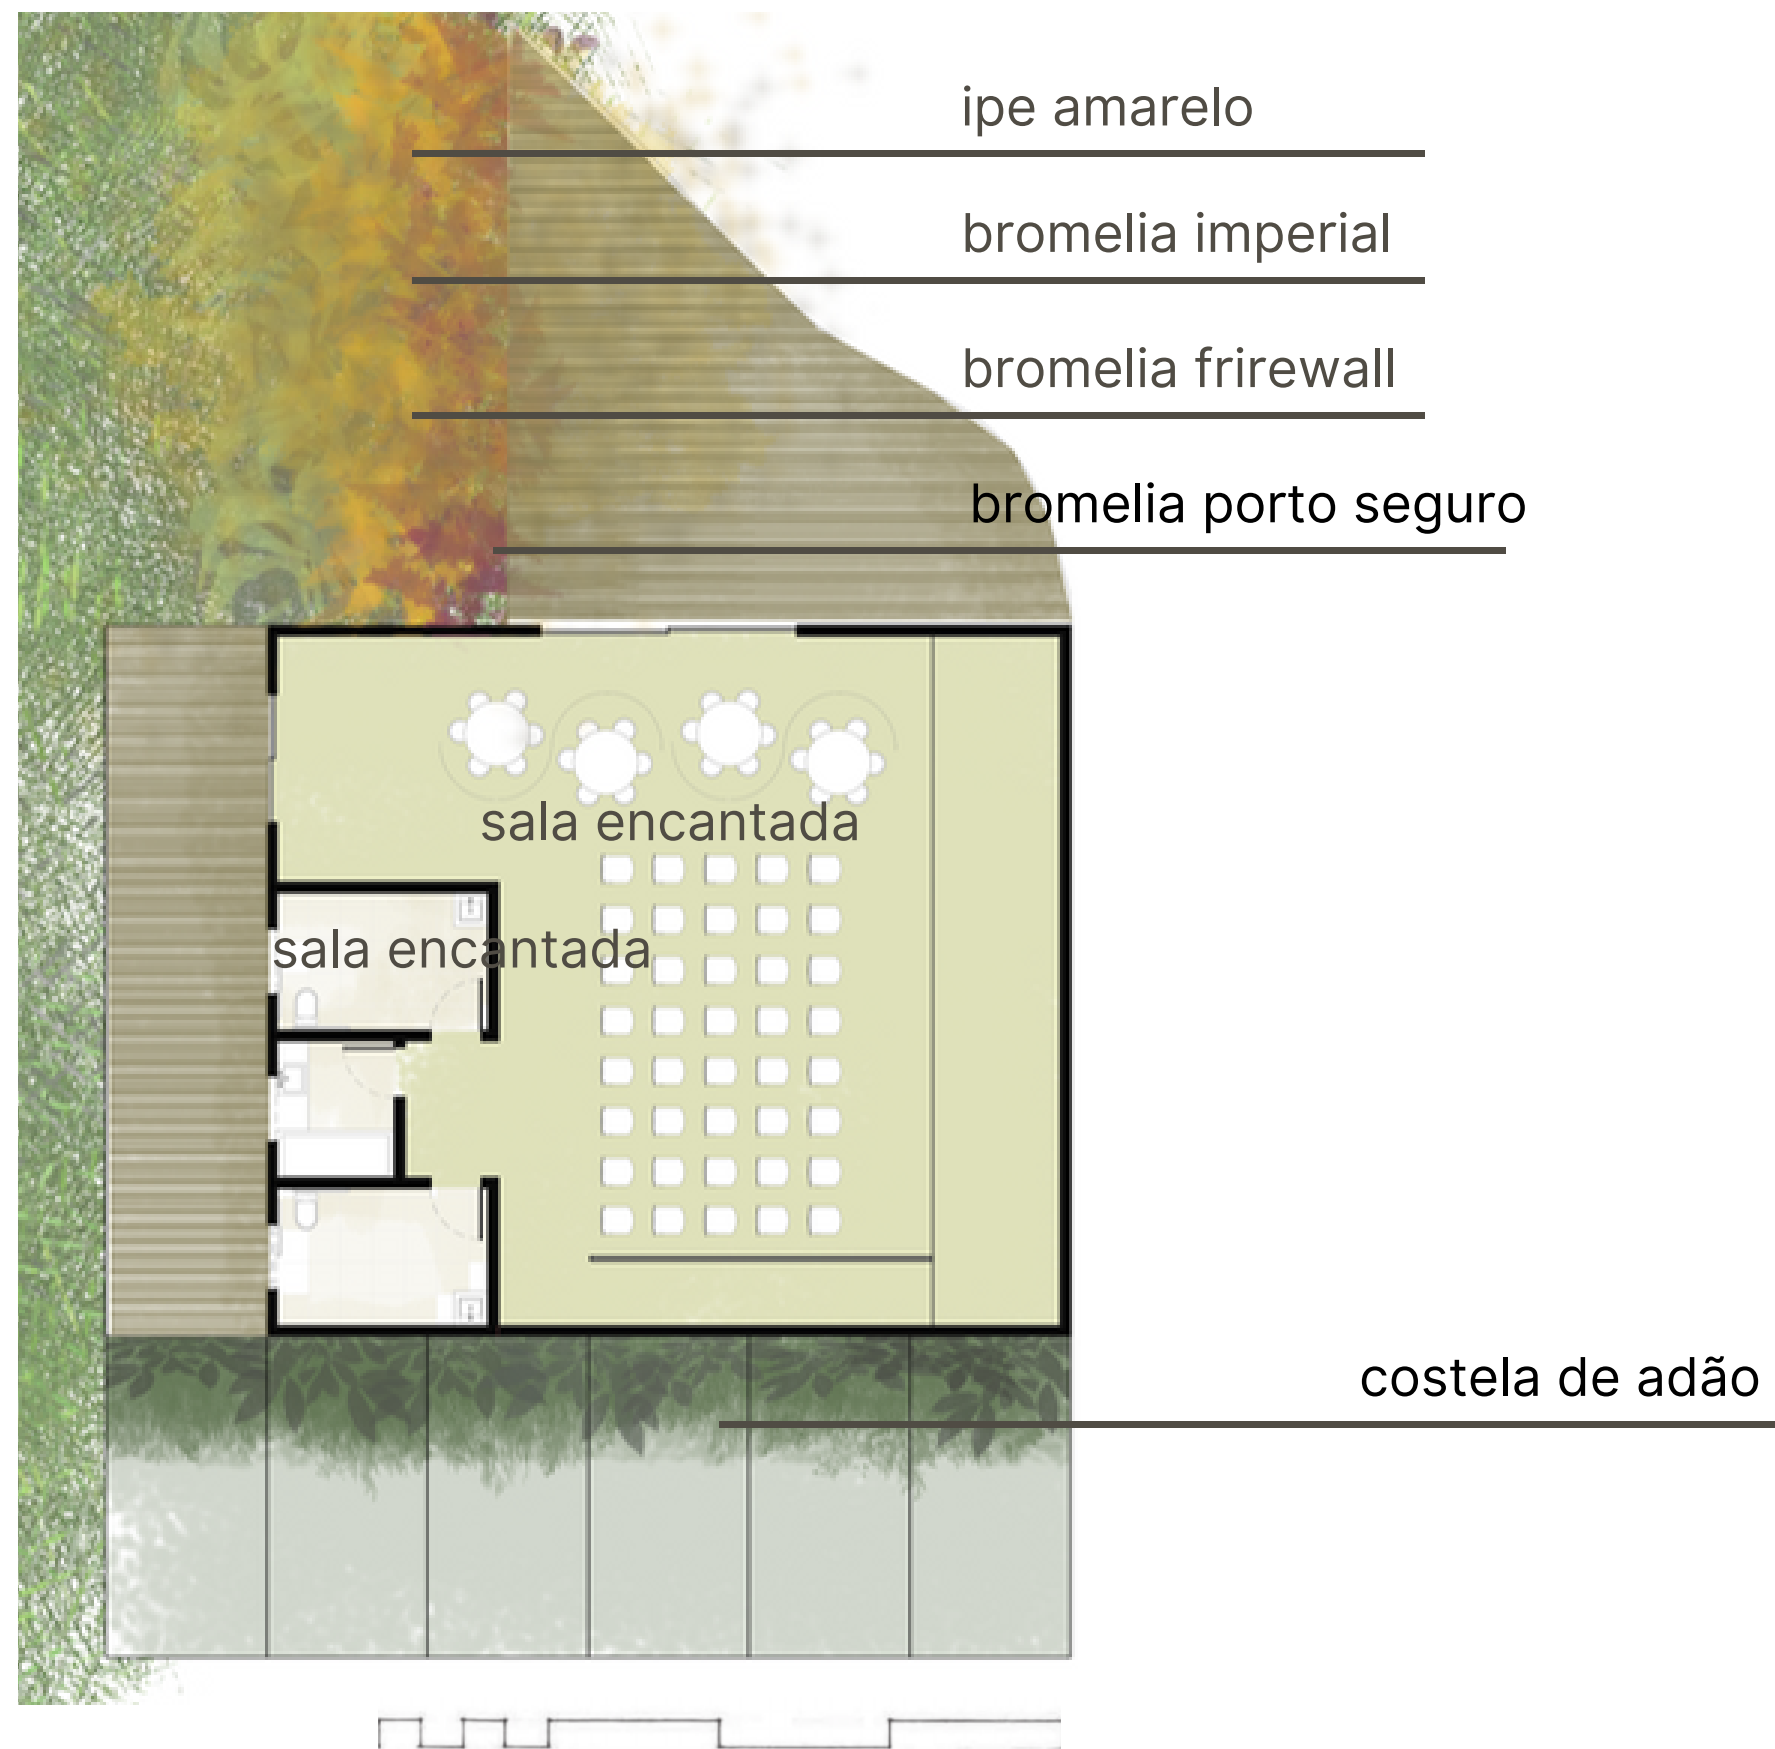 ipe amarelo
bromelia imperial
bromelia frirewall
bromelia porto seguro
sala encantada
sala encantada
costela de adão